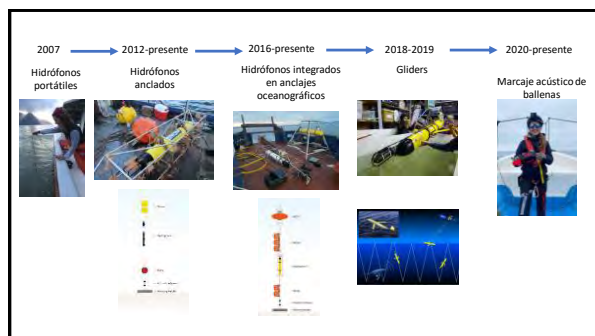 2007
Hidrófonos
portátiles
2012-presente
Hidrófonos
anclados
2016-presente
Hidrófonos integrados
en anclajes
oceanográficos
2018-2019
Gliders
2020-presente
Marcaje acústico de
ballenas